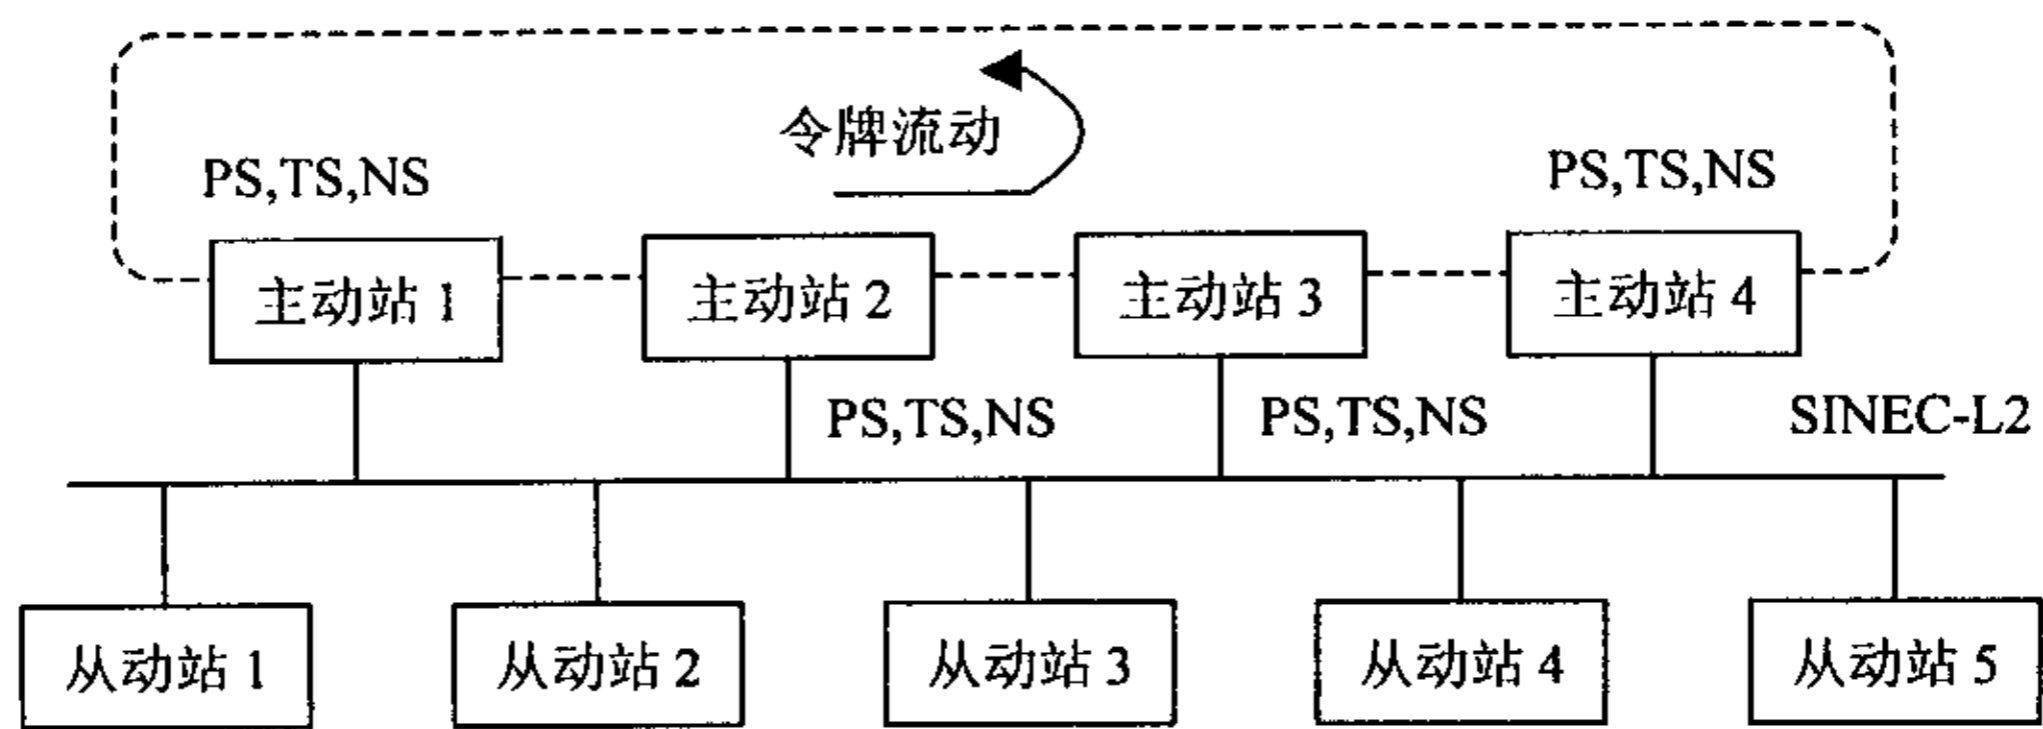 令牌流动
PS,TS,NS
PS,TS,NS
主动站 1
主动站 2
主动站 3
主动站 4
PS,TS,NS
PS,TS,NS
SINEC-L2
从动站 1
从动站 2
从动站 3
从动站 4
从动站 5